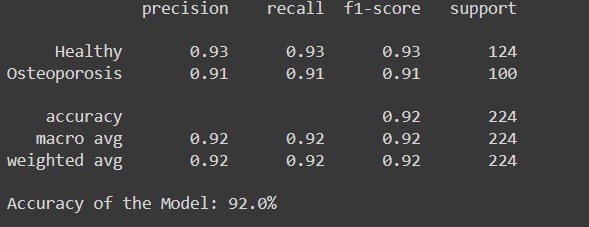 precision recall f1-score support
Healthy 0.93 0.93 0.93 124
Osteoporosis 0.91 0.91 0.91 100
accuracy 0.92 224
macro avg 0.92 0.92 0.92 224
weighted avg 0.92 0.92 0.92 224
Accuracy of the Model: 92.0%